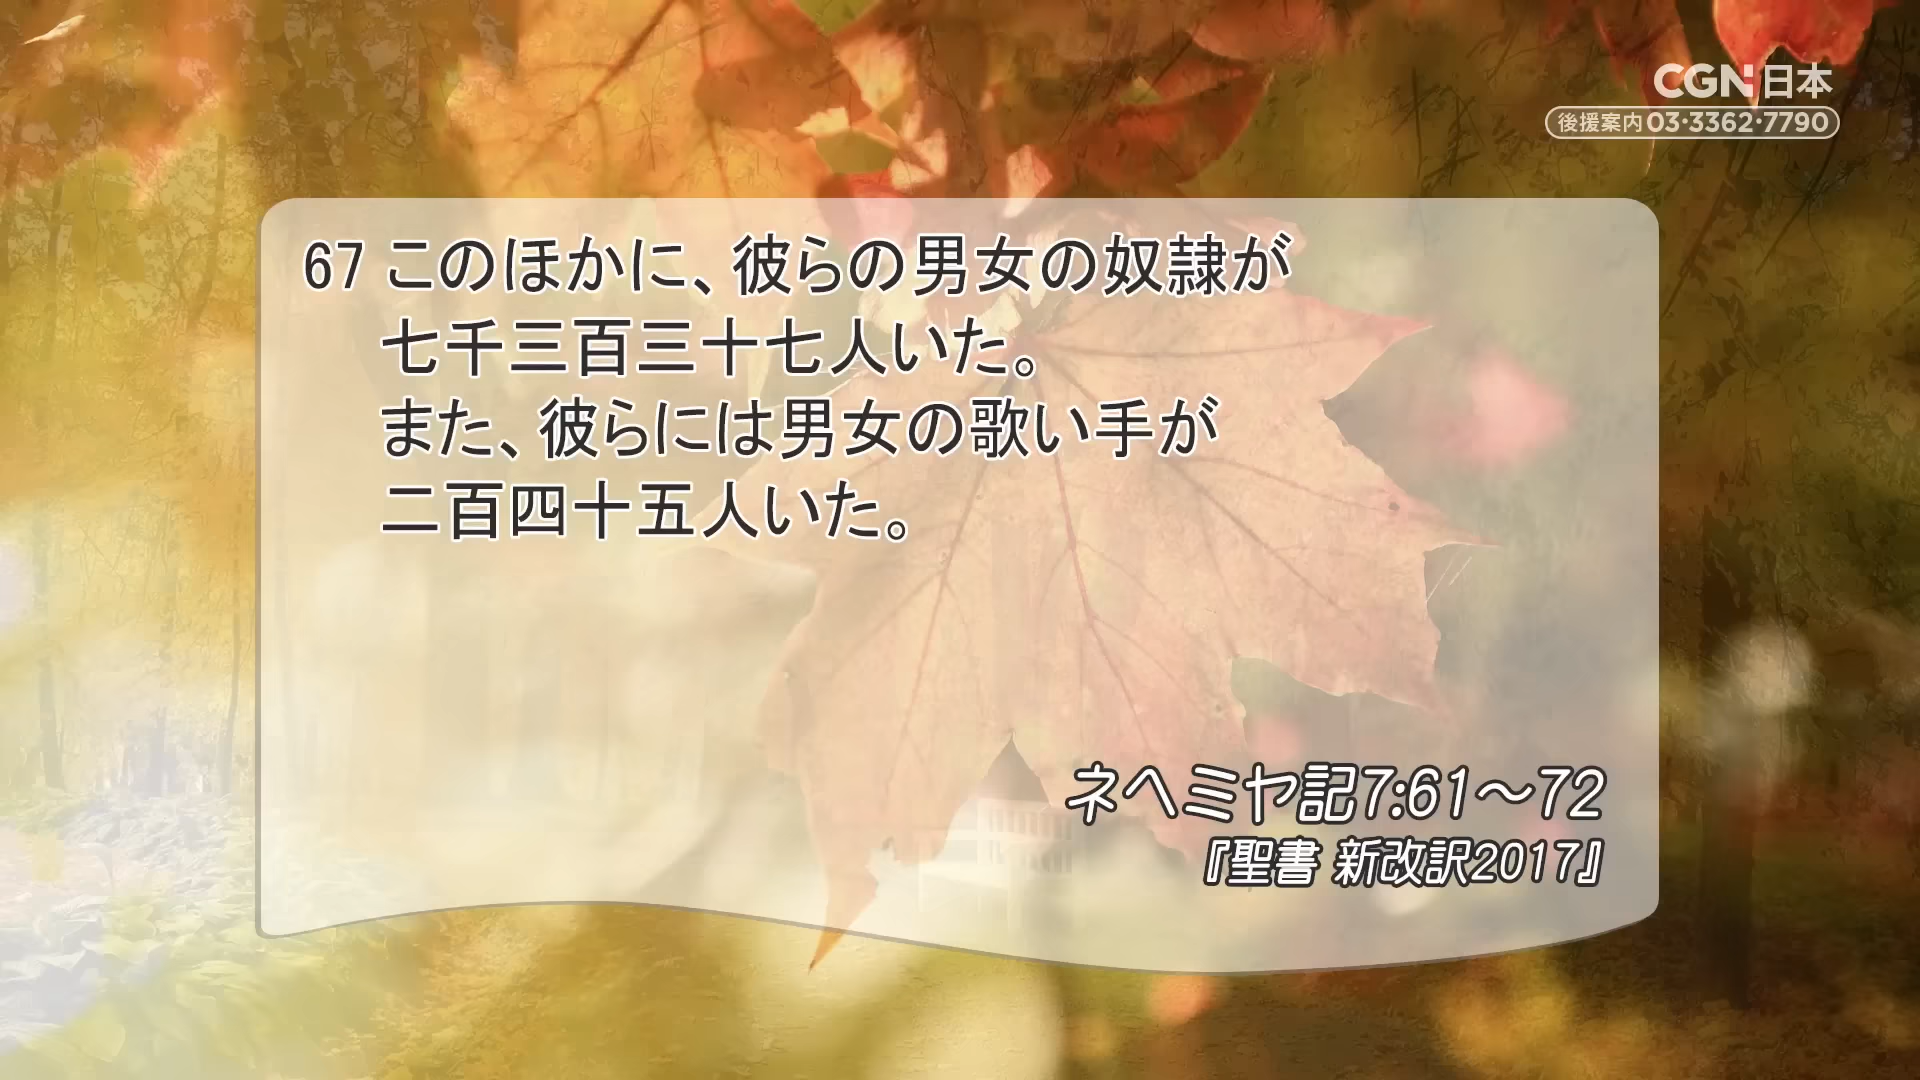 CGN日本
後援案内03·3362·7790
67 このほかに、彼らの男女の奴隷が
七千三百三十七人いた。
また、彼らには男女の歌い手が
二百四十五人いた。
ネヘミヤ記7:61～72
『聖書 新改訳2017』